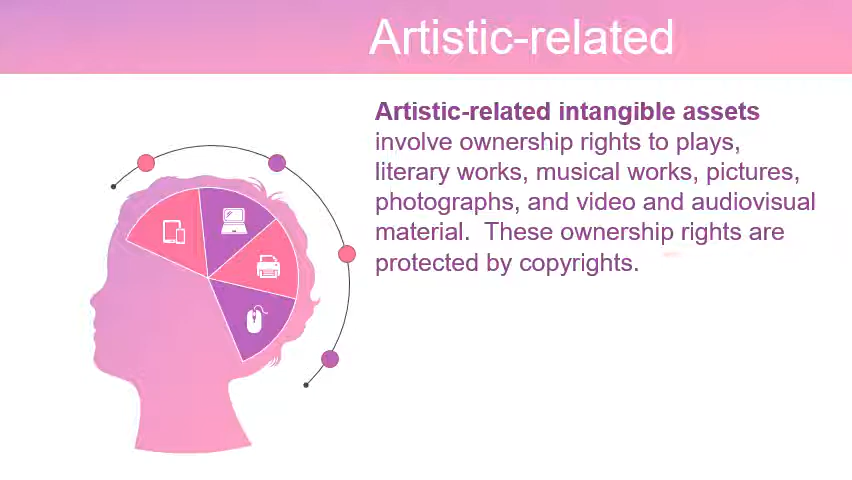 Artistic-related
Artistic-related intangible assets
involve ownership rights to plays,
literary works, musical works, pictures,
photographs, and video and audiovisual
material.  These ownership rights are
protected by copyrights.